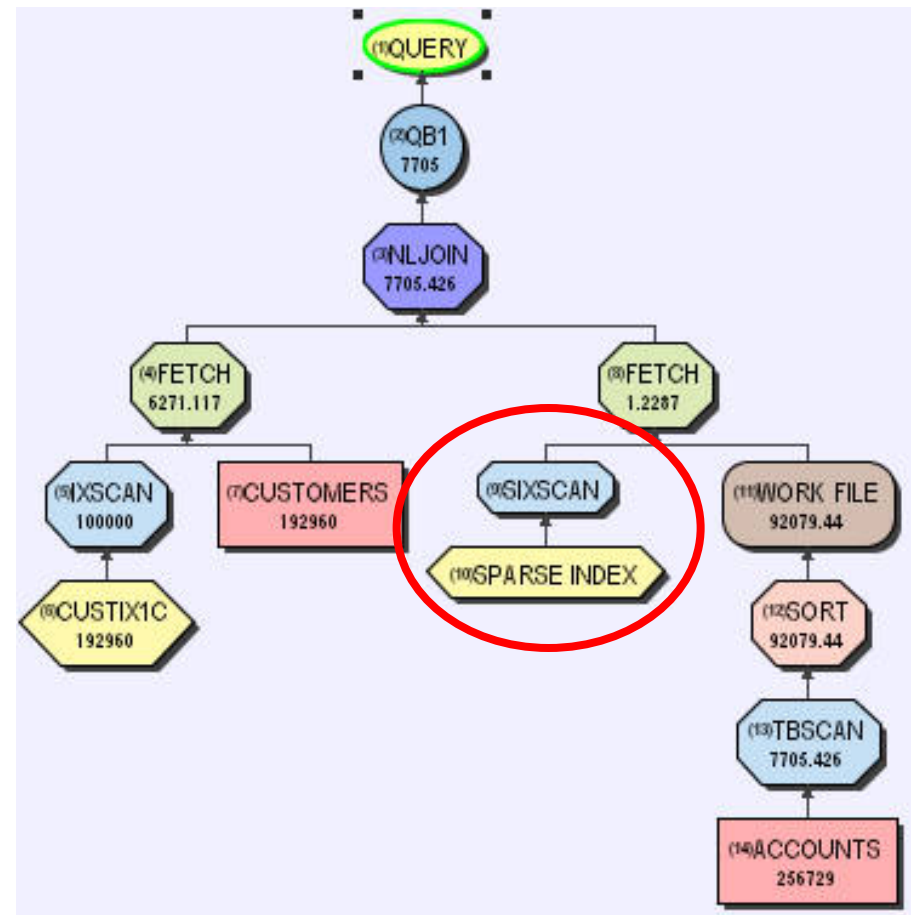 (1)QUERY
(2)QB1
7705
(3)NLJOIN
7705.426
(4)FETCH
6271.117
(8)FETCH
1.2287
(5)IXSCAN
100000
(7)CUSTOMERS
192960
(9)SIXSCAN
(11)WORK FILE
92079.44
(6)CUSTIX1C
192960
(10)SPARSE INDEX
(12)SORT
92079.44
(13)TBSCAN
7705.426
(14)ACCOUNTS
256729